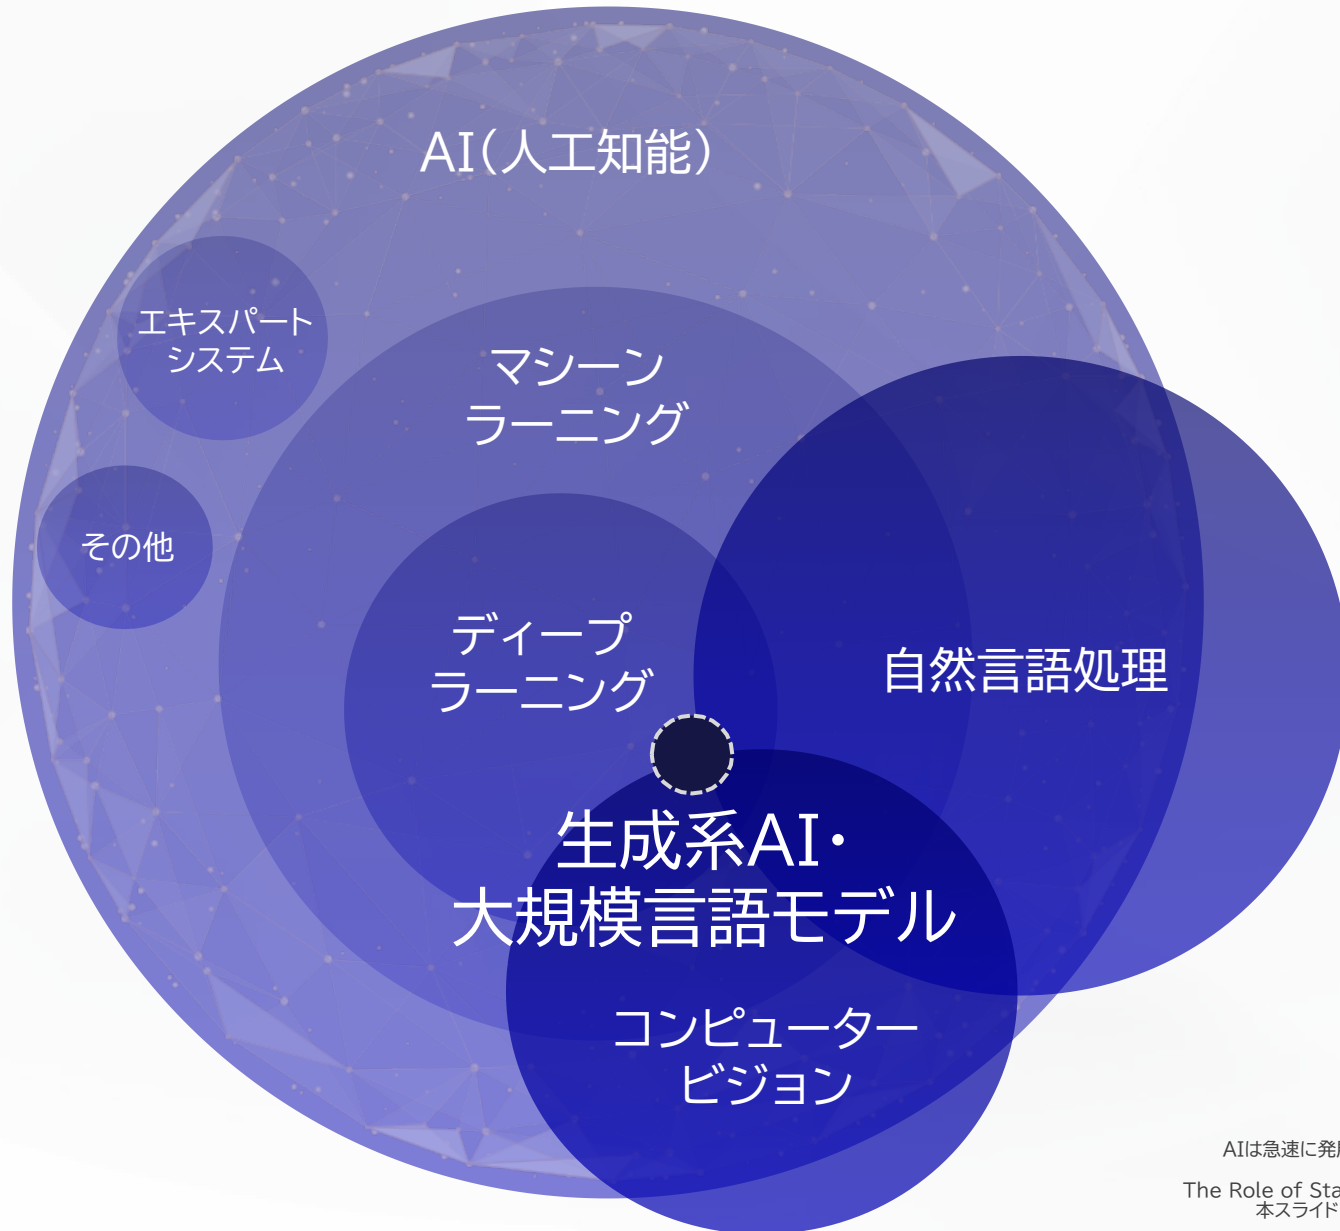 AI(人工知能)
エキスパート
システム
マシーン
ラーニング
その他
ディープ
ラーニング
自然言語処理
生成系AI・
大規模言語モデル
コンピューター
ビジョン
AIは急速に発
The Role of
本スライド